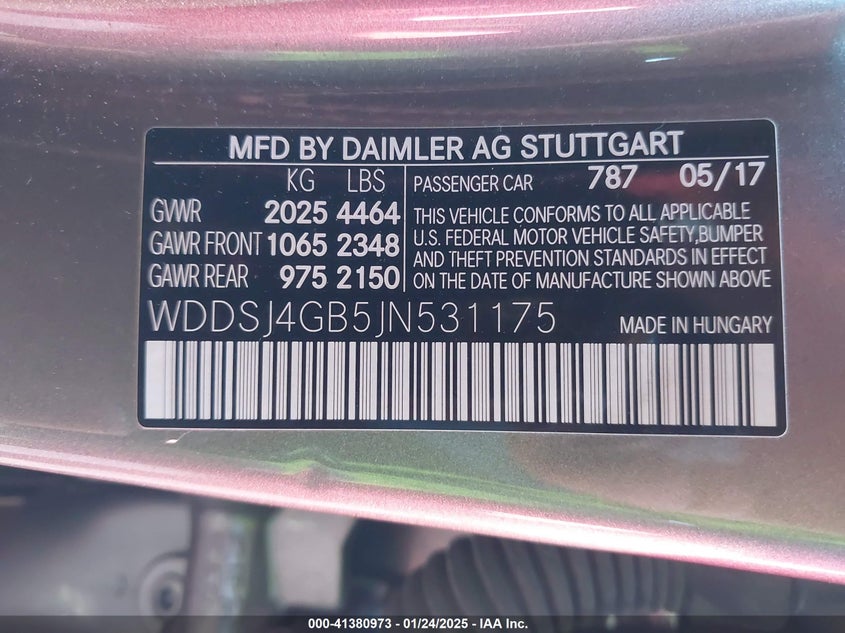 MFD BY DAIMLER AG STUTTGART
KG LBS
GVWR 2025 4464
GAWR FRONT 1065 2348
GAWR REAR 975 2150
PASSENGER CAR 787 05/17
THIS VEHICLE CONFORMS TO ALL APPLICABLE
U.S. FEDERAL MOTOR VEHICLE SAFETY,BUMPER
AND THEFT PREVENTION STANDARDS IN EFFECT
ON THE DATE OF MANUFACTURE SHOWN ABOVE
WDDSJ4GB5JN531175
MADE IN HUNGARY
000-41380973 - 01/24/2025 - IAA Inc.